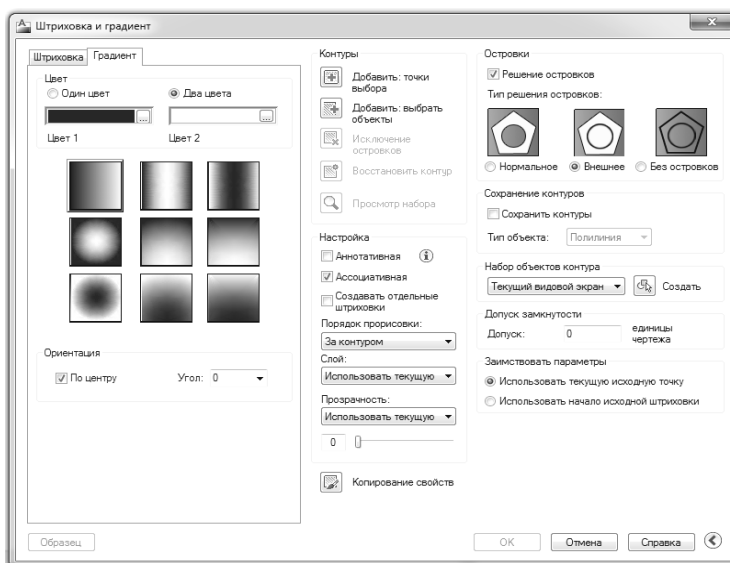 Штриховка и градиент
Штриховка
Градиент
Цвет
Один цвет
Два цвета
...
...
Цвет 1
Цвет 2
Ориентация
По центру
Угол: 0
Контуры
Добавить: точки
выбора
Добавить: выбрать
объекты
Исключение
островков
Восстановить контур
Просмотр набора
Настройка
Аннотативная
Ассоциативная
Создавать отдельные
штриховки
Порядок прорисовки:
За контуром
Слой:
Использовать текущую
Прозрачность:
Использовать текущую
0
Копирование свойств
Островки
Решение островков
Тип решения островков:
Нормальное
Внешнее
Без островков
Сохранение контуров
Сохранить контуры
Тип объекта: Полилиния
Набор объектов контура
Текущий видовой экран
Создать
Допуск замкнутости
Допуск: 0
единицы
чертежа
Заимствовать параметры
Использовать текущую исходную точку
Использовать начало исходной штриховки
Образец
OK
Отмена
Справка